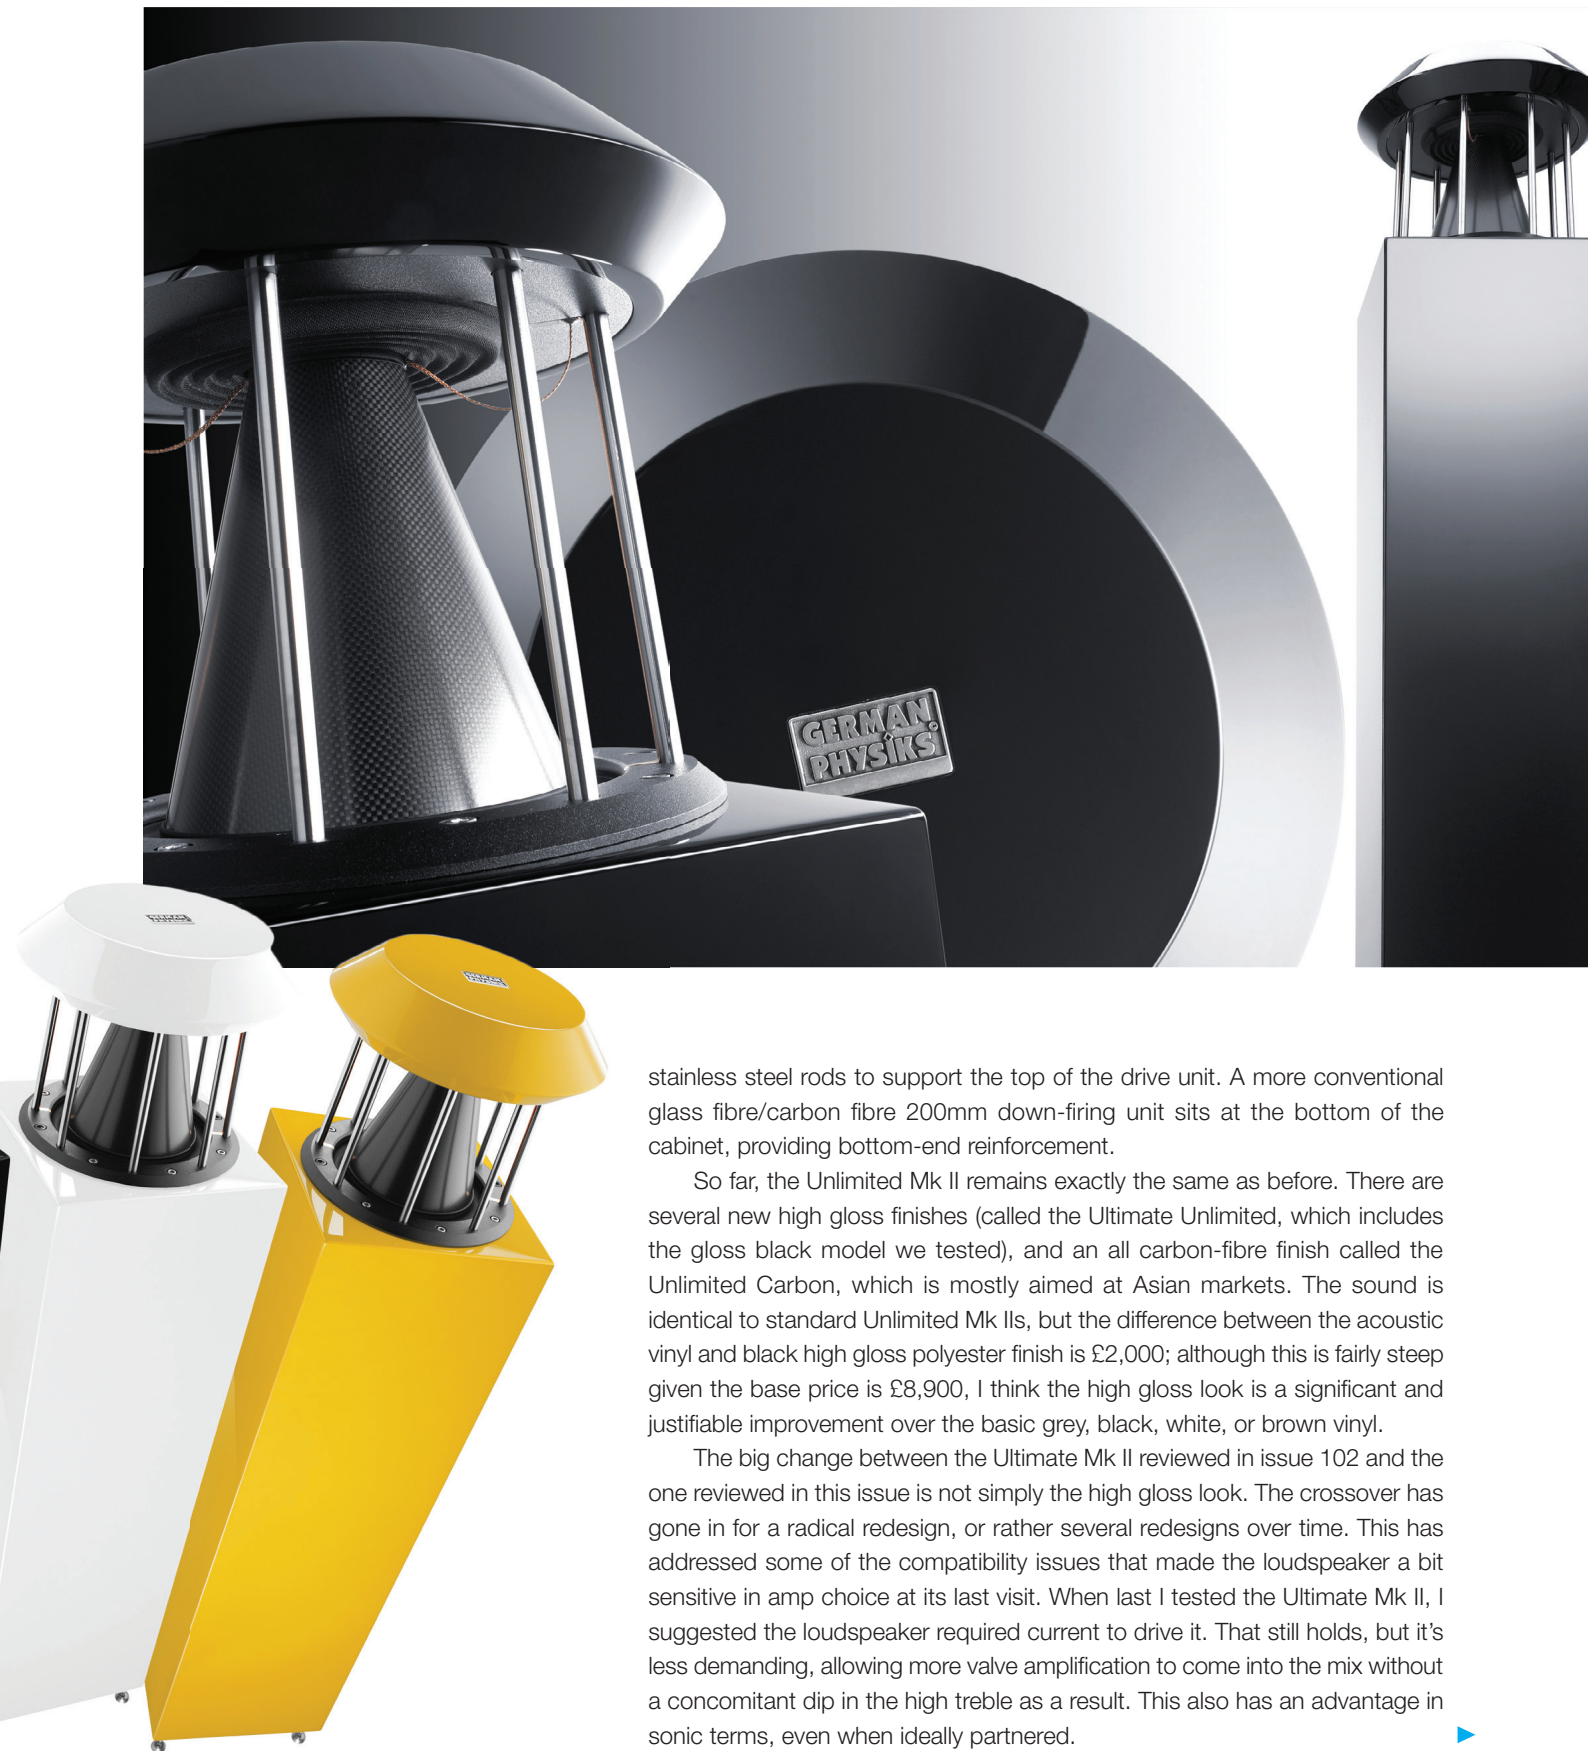 GERMAN
PHYSIKS
GERMAN
PHYSIKS
GERMAN
PHYSIKS
stainless steel rods to support the top of the drive unit. A more conventional
glass fibre/carbon fibre 200mm down-firing unit sits at the bottom of the
cabinet, providing bottom-end reinforcement.
So far, the Unlimited Mk II remains exactly the same as before. There are
several new high gloss finishes (called the Ultimate Unlimited, which includes
the gloss black model we tested), and an all carbon-fibre finish called the
Unlimited Carbon, which is mostly aimed at Asian markets. The sound is
identical to standard Unlimited Mk IIs, but the difference between the acoustic
vinyl and black high gloss polyester finish is £2,000; although this is fairly steep
given the base price is £8,900, I think the high gloss look is a significant and
justifiable improvement over the basic grey, black, white, or brown vinyl.
The big change between the Ultimate Mk II reviewed in issue 102 and the
one reviewed in this issue is not simply the high gloss look. The crossover has
gone in for a radical redesign, or rather several redesigns over time. This has
addressed some of the compatibility issues that made the loudspeaker a bit
sensitive in amp choice at its last visit. When last I tested the Ultimate Mk II, I
suggested the loudspeaker required current to drive it. That still holds, but it’s
less demanding, allowing more valve amplification to come into the mix without
a concomitant dip in the high treble as a result. This also has an advantage in
sonic terms, even when ideally partnered.